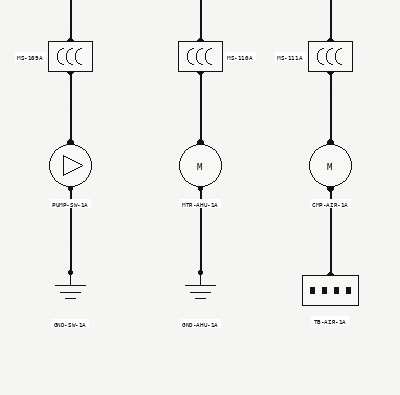 MS-109A
MS-110A
MS-111A
M
M
PUMP-SW-1A
MTR-AHU-1A
CMP-AIR-1A
GND-SW-1A
GND-AHU-1A
TB-AIR-1A